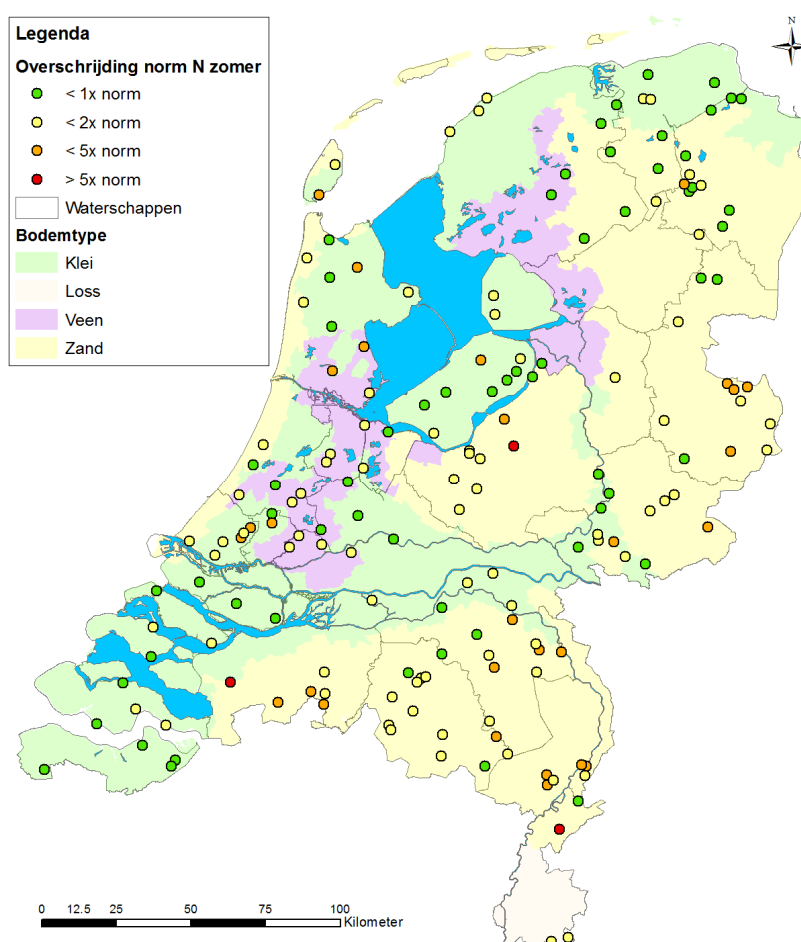 Legenda
N
Overschrijding norm N zomer
< 1x norm
< 2x norm
< 5x norm
> 5x norm
Waterschappen
Bodemtype
Klei
Loss
Veen
Zand
0 12.5 25 50 75 100
Kilometer